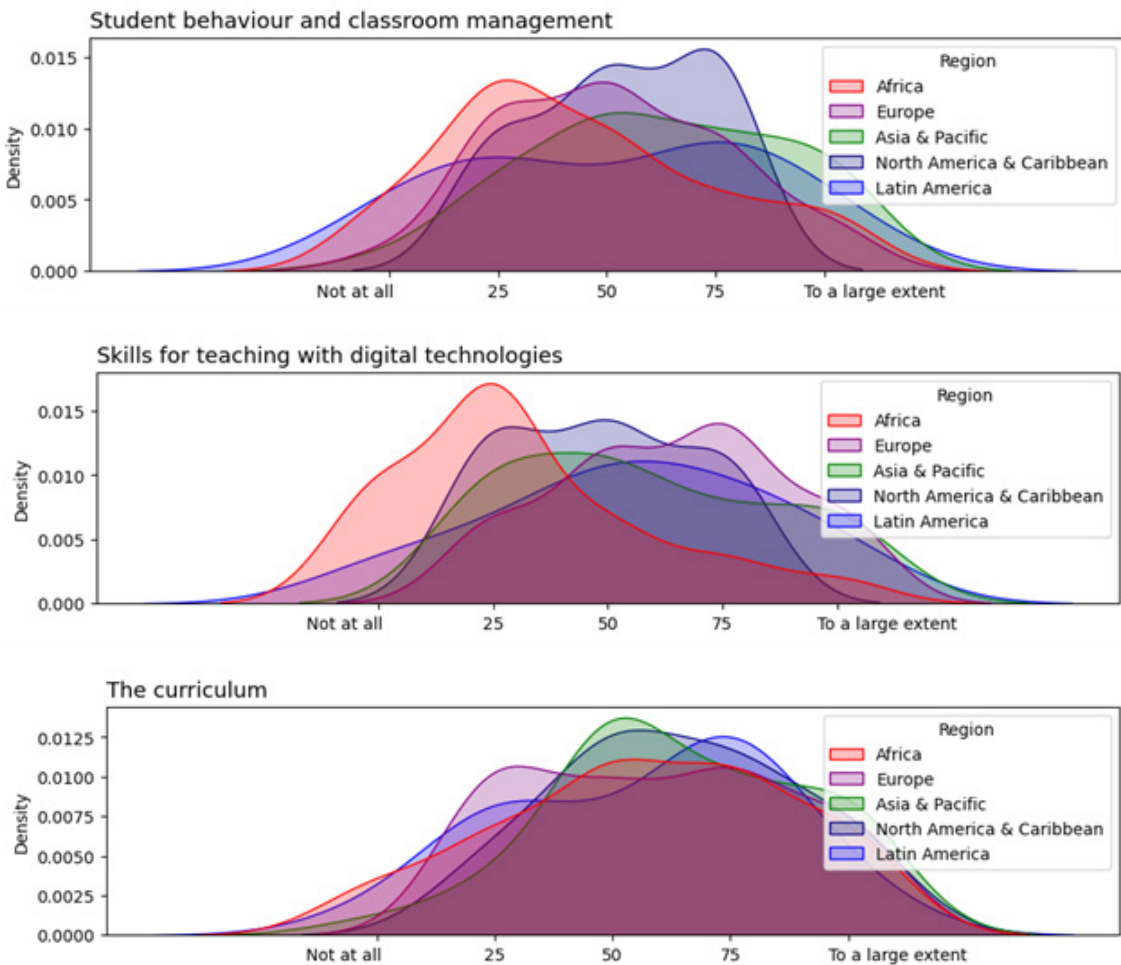 Student behaviour and classroom management
0.015
0.010
0.005
0.000
Density
Region
Africa
Europe
Asia & Pacific
North America & Caribbean
Latin America
Not at all 25 50 75 To a large extent
Skills for teaching with digital technologies
0.015
0.010
0.005
0.000
Density
Region
Africa
Europe
Asia & Pacific
North America & Caribbean
Latin America
Not at all 25 50 75 To a large extent
The curriculum
0.0125
0.0100
0.0075
0.0050
0.0025
0.0000
Density
Region
Africa
Europe
Asia & Pacific
North America & Caribbean
Latin America
Not at all 25 50 75 To a large extent